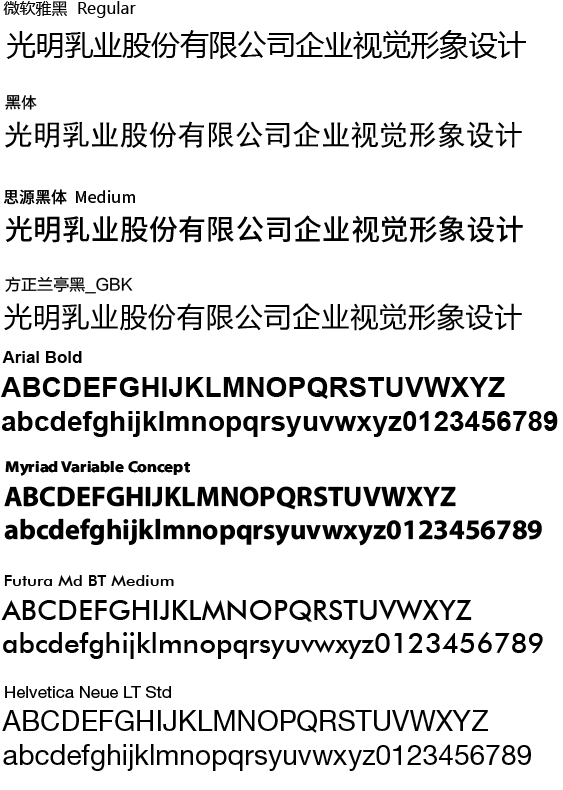 微软雅黑 Regular
光明乳业股份有限公司企业视觉形象设计
黑体
光明乳业股份有限公司企业视觉形象设计
思源黑体 Medium
光明乳业股份有限公司企业视觉形象设计
方正兰亭黑_GBK
光明乳业股份有限公司企业视觉形象设计
Arial Bold
ABCDEFGHIJKLMNOPQRSTUVWXYZ
abcdefghijklmnopqrsyuvwxyz0123456789
Myriad Variable Concept
ABCDEFGHIJKLMNOPQRSTUVWXYZ
abcdefghijklmnopqrsyuvwxyz0123456789
Futura Md BT Medium
ABCDEFGHIJKLMNOPQRSTUVWXYZ
abcdefghijklmnopqrsyuvwxyz0123456789
Helvetica Neue LT Std
ABCDEFGHIJKLMNOPQRSTUVWXYZ
abcdefghijklmnopqrsyuvwxyz0123456789